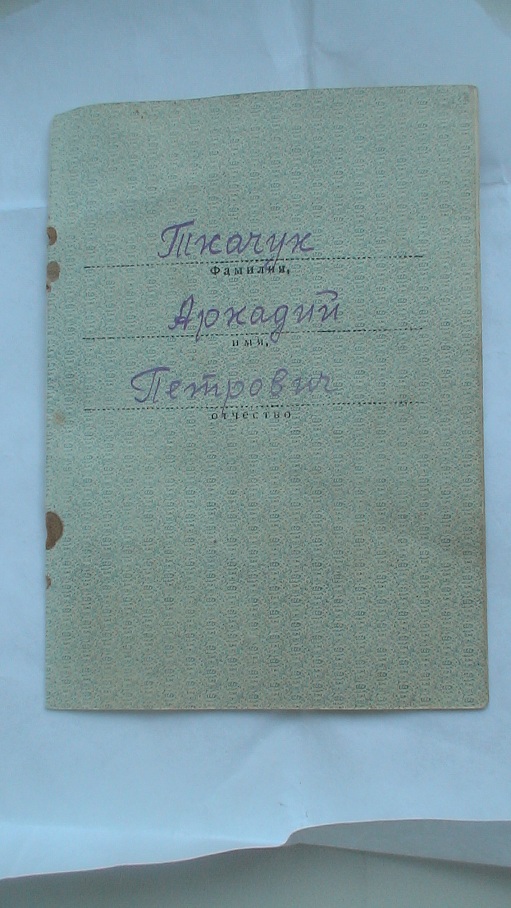 Ткачук
Фамилия,
Аркадий
имя,
Петрович
отчество